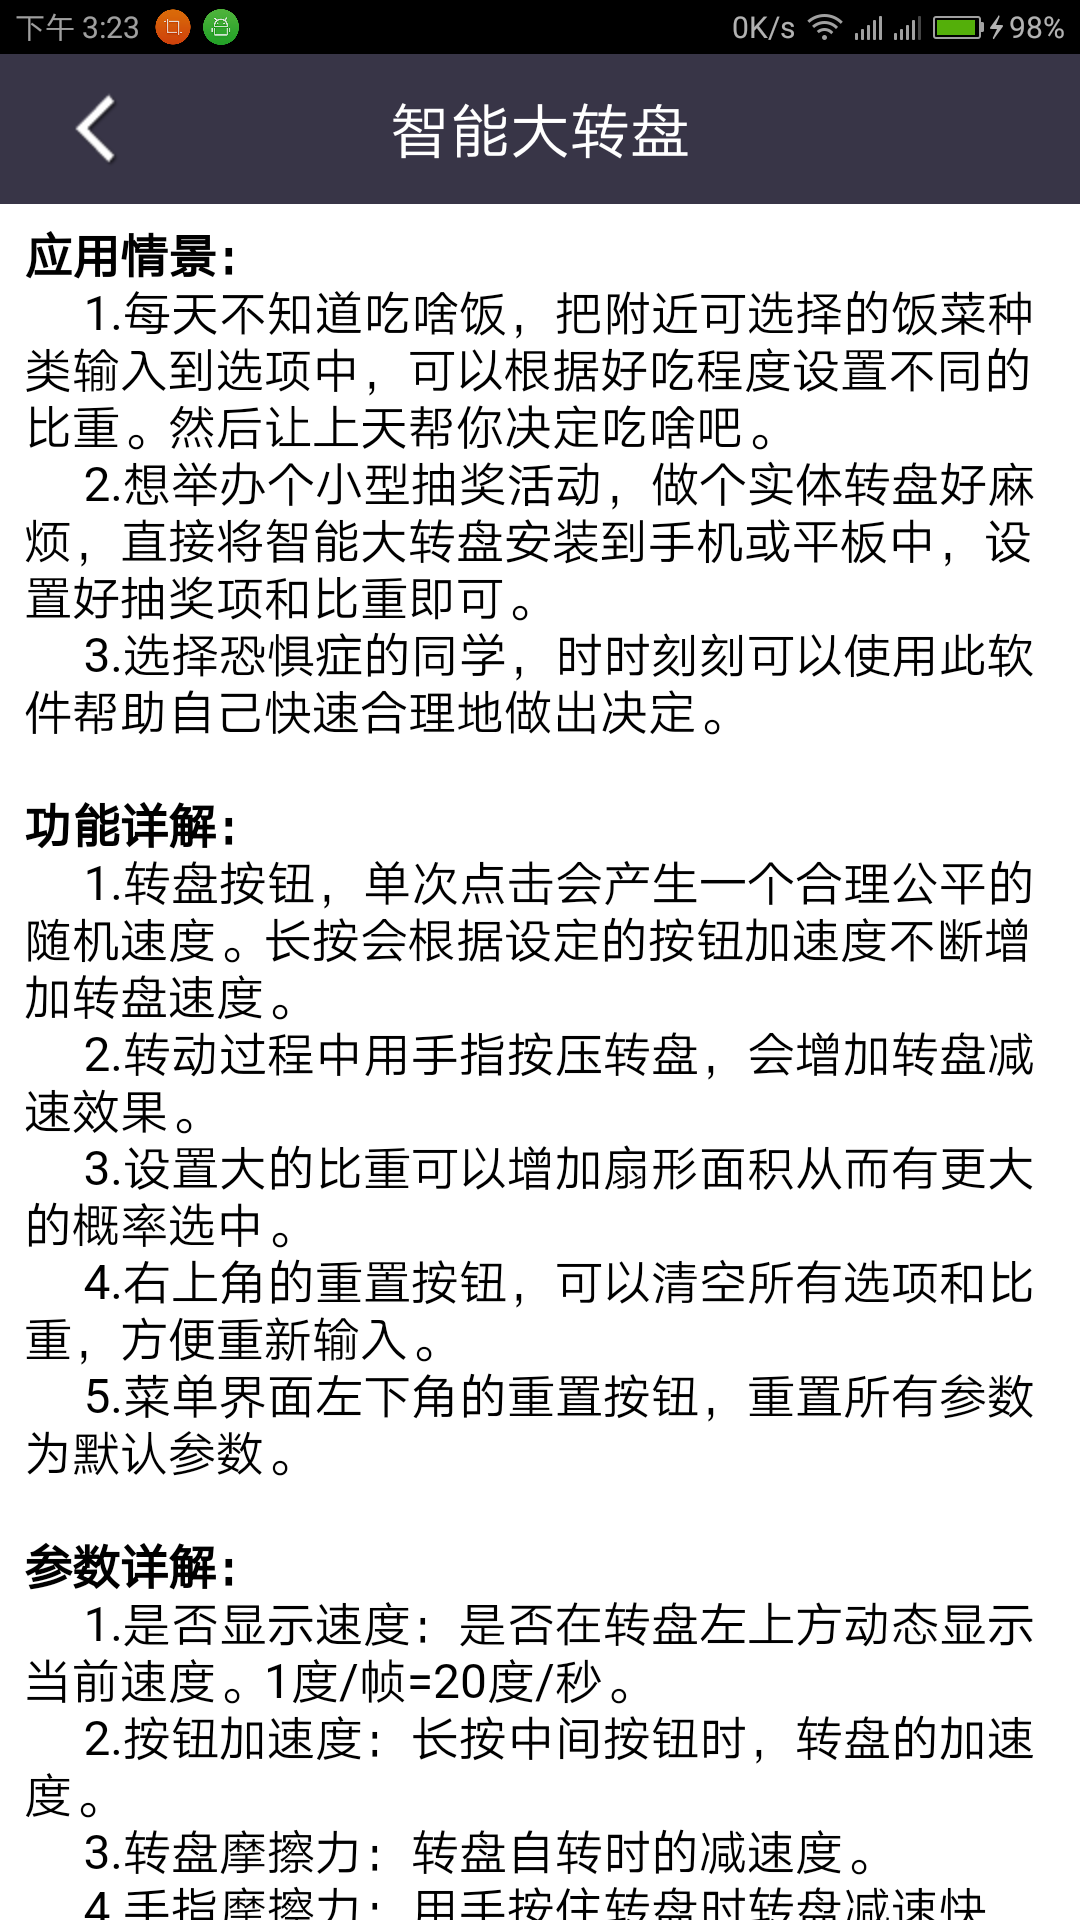 下午 3:23
0K/s
98%
智能大转盘
应用情景：
1.每天不知道吃啥饭，把附近可选择的饭菜种
类输入到选项中，可以根据好吃程度设置不同的
比重。然后让上天帮你决定吃啥吧。
2.想举办个小型抽奖活动，做个实体转盘好麻
烦，直接将智能大转盘安装到手机或平板中，设
置好抽奖项和比重即可。
3.选择恐惧症的同学，时时刻刻可以使用此软
件帮助自己快速合理地做出决定。
功能详解：
1.转盘按钮，单次点击会产生一个合理公平的
随机速度。长按会根据设定的按钮加速度不断增
加转盘速度。
2.转动过程中用手指按压转盘，会增加转盘减
速效果。
3.设置大的比重可以增加扇形面积从而有更大
的概率选中。
4.右上角的重置按钮，可以清空所有选项和比
重，方便重新输入。
5.菜单界面左下角的重置按钮，重置所有参数
为默认参数。
参数详解：
1.是否显示速度：是否在转盘左上方动态显示
当前速度。1度/帧=20度/秒。
2.按钮加速度：长按中间按钮时，转盘的加速
度。
3.转盘摩擦力：转盘自转时的减速度。
4.手指摩擦力：用手按住转盘时转盘减速快